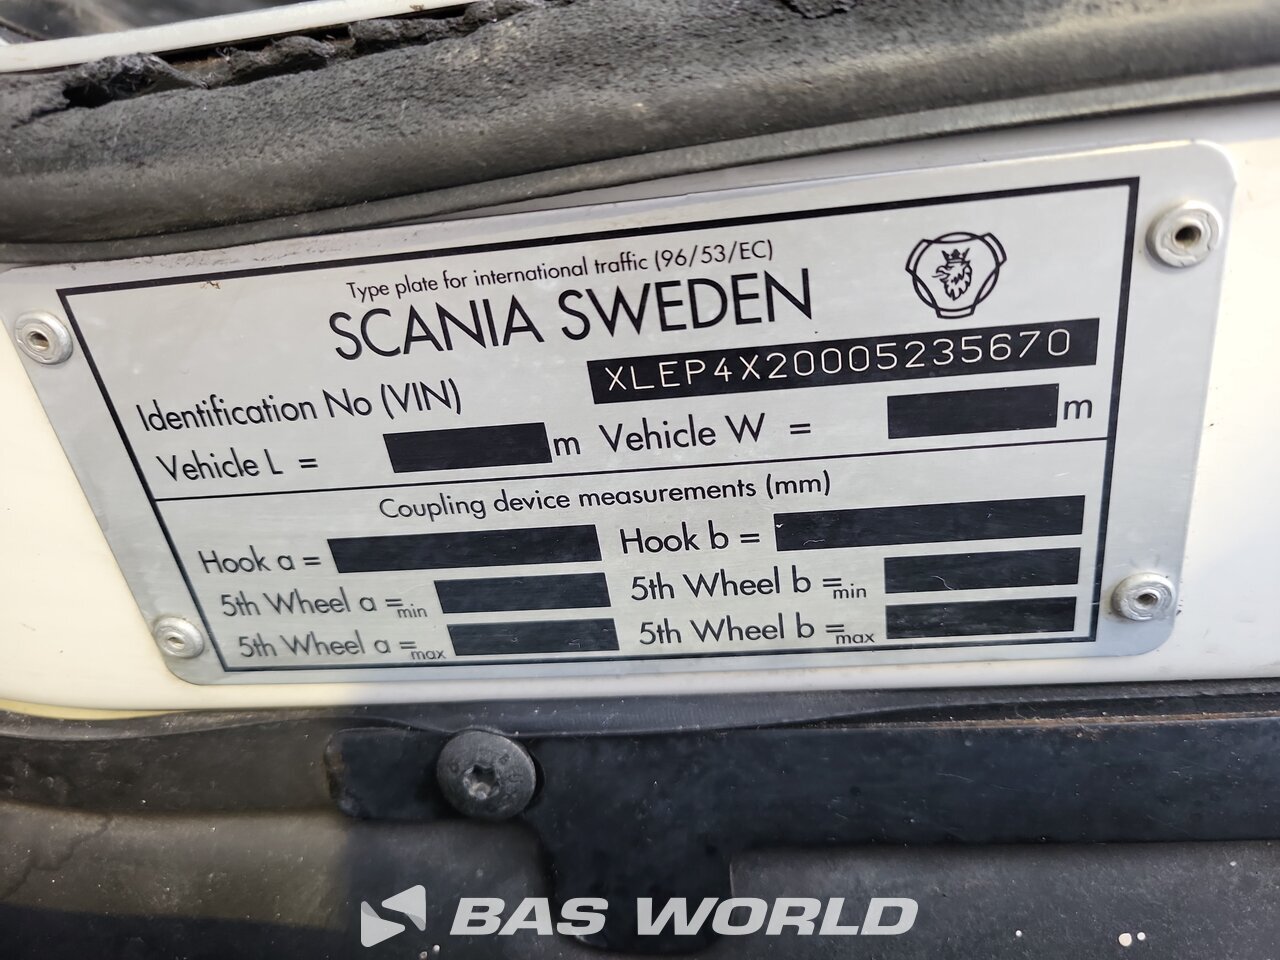 Type plate for international traffic (96/53/EC)
SCANIA SWEDEN
Identification No (VIN) XLEP4X20005235670
Vehicle L = m Vehicle W = m
Coupling device measurements (mm)
Hook a = Hook b =
5th Wheel a =min 5th Wheel b =min
5th Wheel a =max 5th Wheel b =max
BAS WORLD